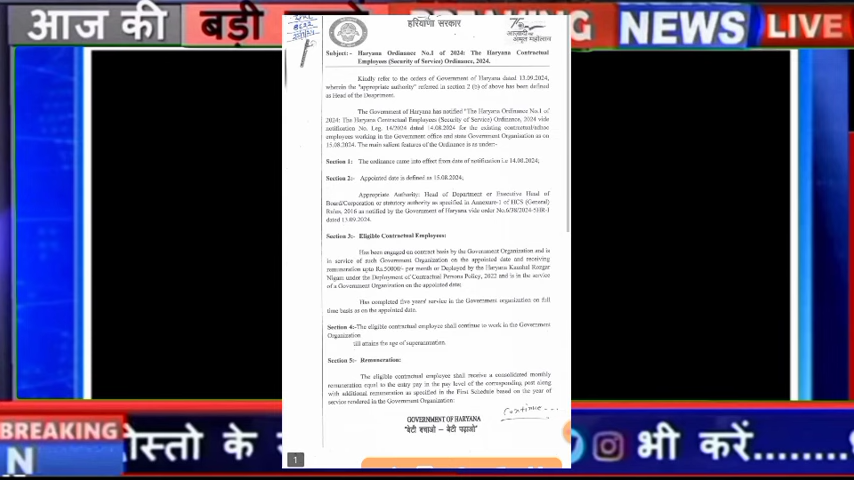 आज की बड़ी
BREAKING NEWS LIVE
हरियाणा सरकार
आज़ादी का
अमृत महोत्सव
Subject:- Haryana Ordinance No.1 of 2024: The Haryana Contractual
Employees (Security of Service) Ordinance, 2024.
Kindly refer to the orders of Government of Haryana dated 13.09.2024,
wherein the "appropriate authority" referred in section 2 (b) of above has been defined
as Head of the Department.
The Government of Haryana has notified "The Haryana Ordinance No.1 of
2024: The Haryana Contractual Employees (Security of Service) Ordinance, 2024 vide
notification No. Leg. 14/2024 dated 14.08.2024 for the existing contractual/adhoc
employees working in the Government office and state Government Organisation as on
15.08.2024. The main salient features of the Ordinance is as under:-
Section 1: The ordinance came into effect from date of notification i.e 14.08.2024;
Section 2:- Appointed date is defined as 15.08.2024;
Appropriate Authority: Head of Department or Executive Head of
Board/Corporation or statutory authority as specified in Annexure-1 of HCS (General)
Rules, 2016 as notified by the Government of Haryana vide order
dated 13.09.2024.
Section 3:- Eligible Contractual Employees:
Has been engaged on contract basis by the Government Organization and is
in service of such Government Organization on the appointed date and receiving
remuneration upto Rs.50000/- per month or Deployed by the Haryana Kaushal Rozgar
Nigam under the Deployment of Contractual Persons Policy, 2022 and is in the service
of a Government Organisation on the appointed date;
Has completed five years' service in the Government organization on full
time basis as on the appointed date.
Section 4:-The eligible contractual employee shall continue to work in the Government
Organization
till attains the age of superannuation.
Section 5:- Remuneration:
The eligible contractual employee shall receive a consolidated monthly
remuneration equal to the entry pay in the pay level of the corresponding post along
with additional remuneration as specified in the First Schedule based on the year of
service rendered in the Government Organization:
Continue...
GOVERNMENT OF HARYANA
"बेटी बचाओ – बेटी पढ़ाओ"
1
BREAKING
N
ोस्तो के
भी करें........